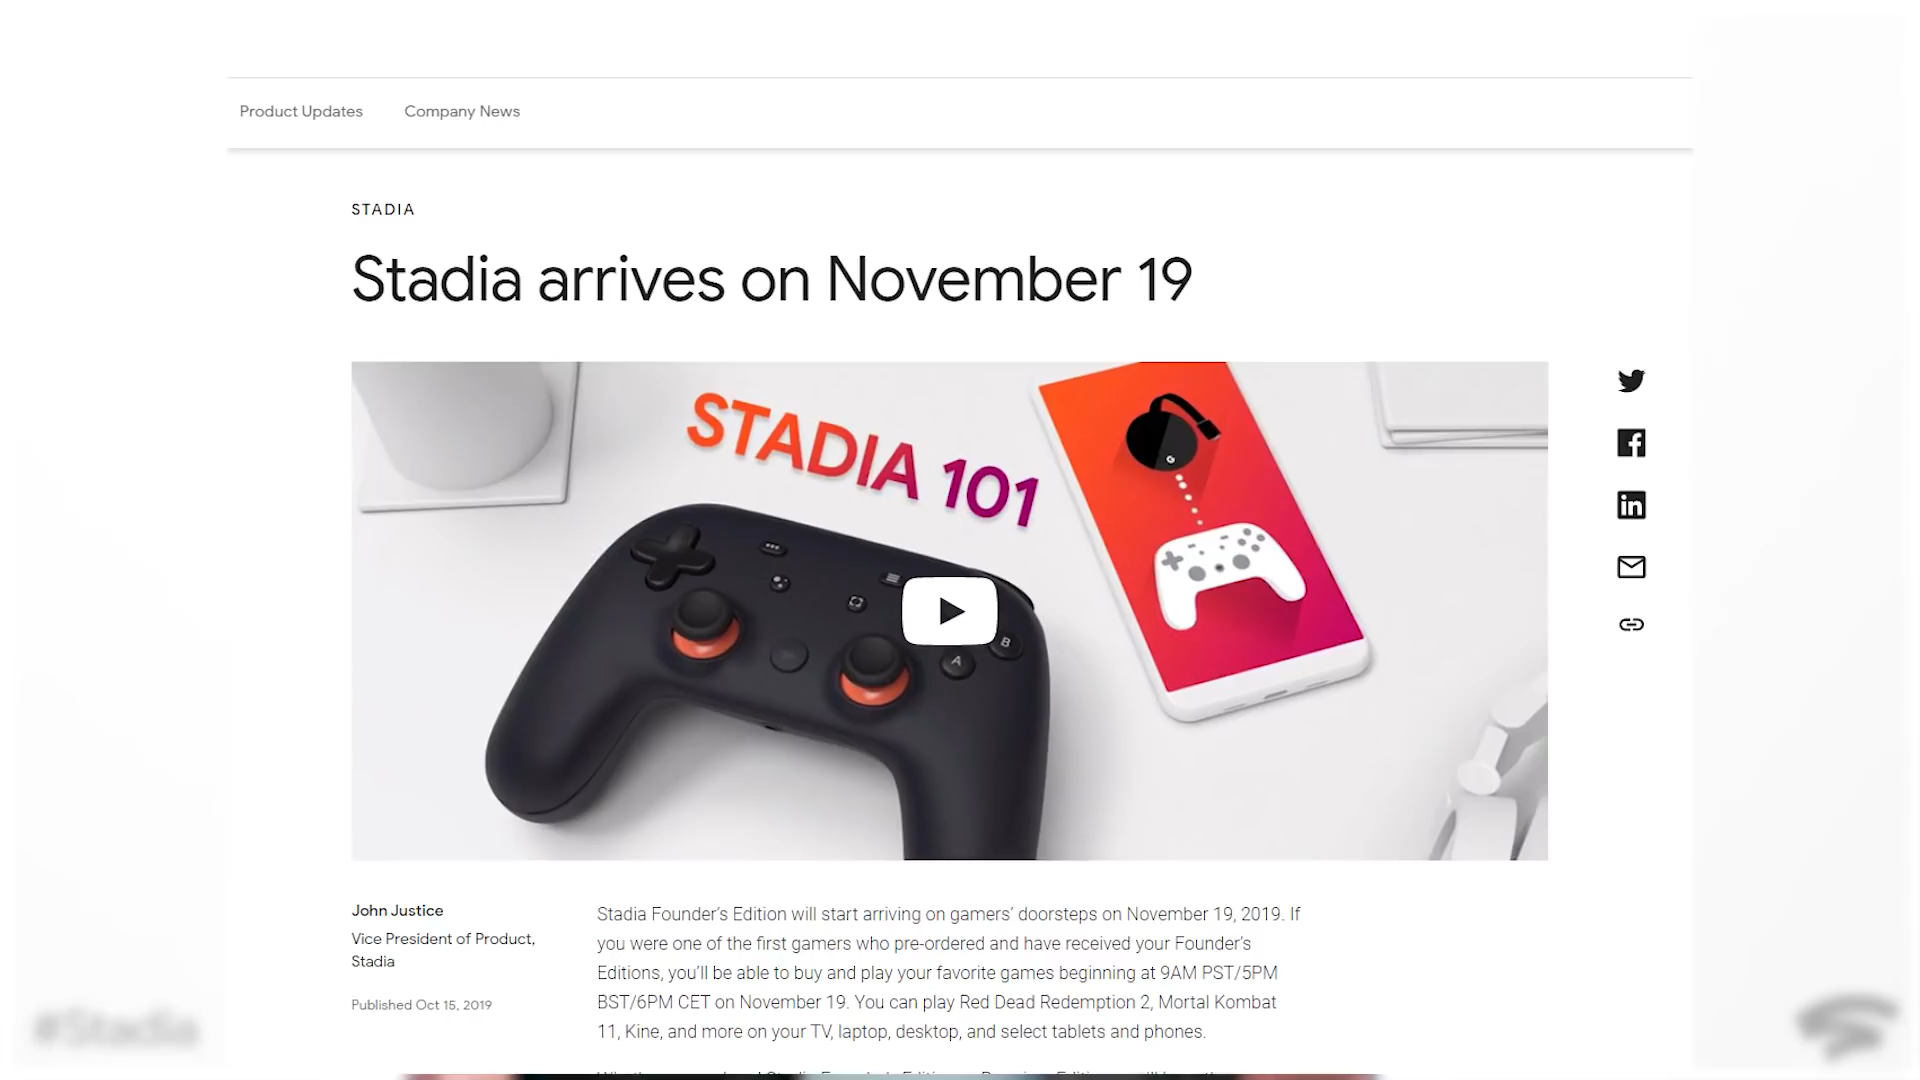 Product Updates
Company News
STADIA
Stadia arrives on November 19
STADIA 101
G
B
A
John Justice
Vice President of Product,
Stadia
Published Oct 15, 2019
Stadia Founder's Edition will start arriving on gamers' doorsteps on November 19, 2019. If
you were one of the first gamers who pre-ordered and have received your Founder's
Editions, you'll be able to buy and play your favorite games beginning at 9AM PST/5PM
BST/6PM CET on November 19. You can play Red Dead Redemption 2, Mortal Kombat
11, Kine, and more on your TV, laptop, desktop, and select tablets and phones.
#Stadia